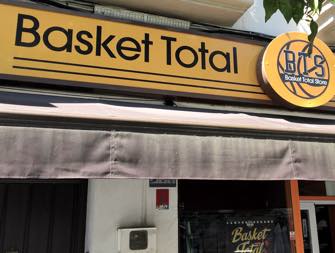 Basket Total
BTS
Basket Total Store
Basket
Total